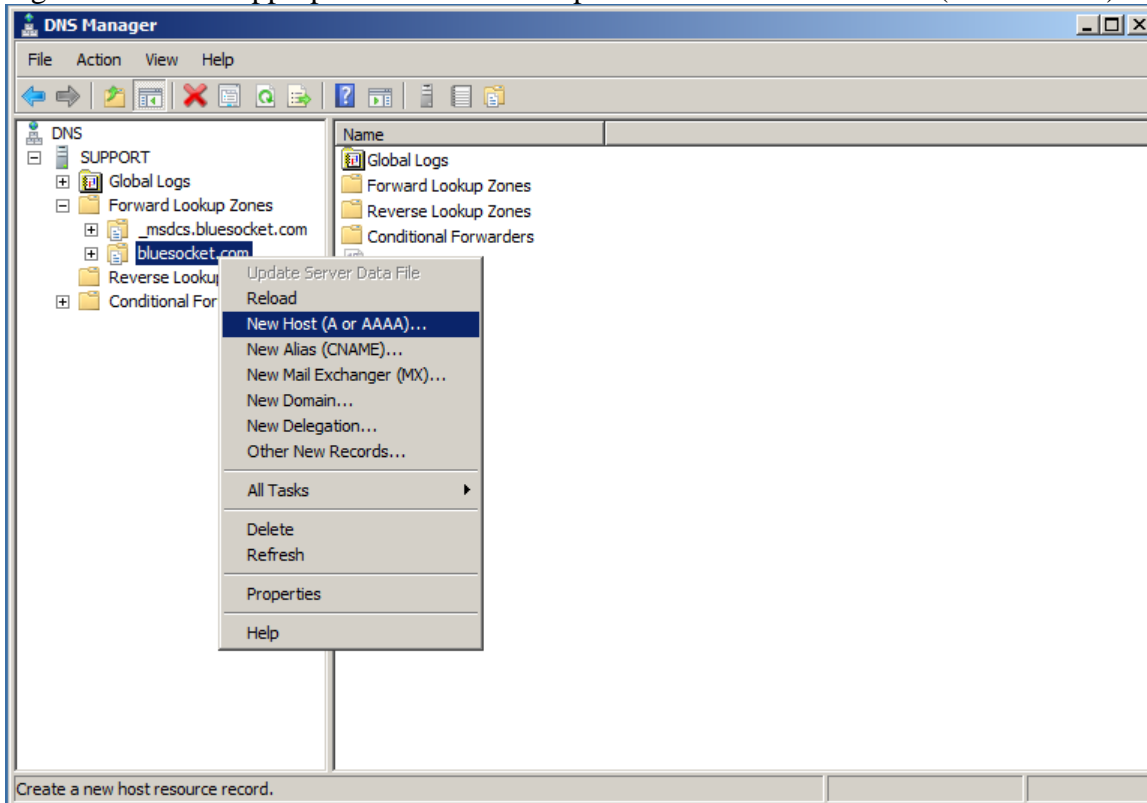 DNS Manager
File Action View Help
DNS
SUPPORT
Global Logs
Forward Lookup Zones
_msdcs.bluesocket.com
bluesocket.com
Reverse Looku
Conditional For
Name
Global Logs
Forward Lookup Zones
Reverse Lookup Zones
Conditional Forwarders
Update Server Data File
Reload
New Host (A or AAAA)...
New Alias (CNAME)...
New Mail Exchanger (MX)...
New Domain...
New Delegation...
Other New Records...
All Tasks
Delete
Refresh
Properties
Help
Create a new host resource record.